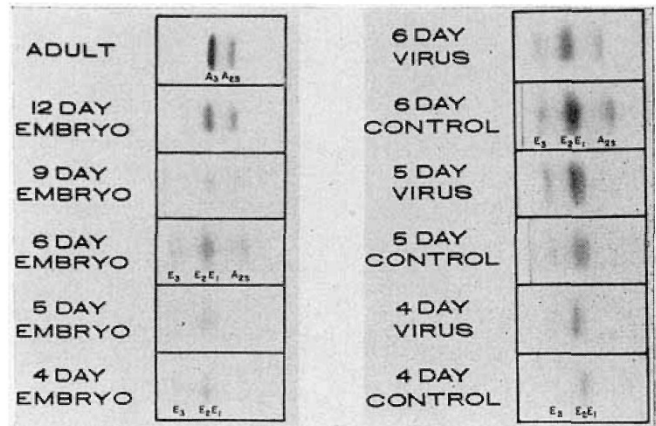 ADULT
A₃ A₂S
12 DAY
EMBRYO
9 DAY
EMBRYO
6 DAY
EMBRYO
E₃ E₂E₁ A₂S
5 DAY
EMBRYO
4 DAY
EMBRYO
E₃ E₂E₁
6 DAY
VIRUS
6 DAY
CONTROL
E₃ E₂E₁ A₂S
5 DAY
VIRUS
5 DAY
CONTROL
4 DAY
VIRUS
4 DAY
CONTROL
E₃ E₂E₁